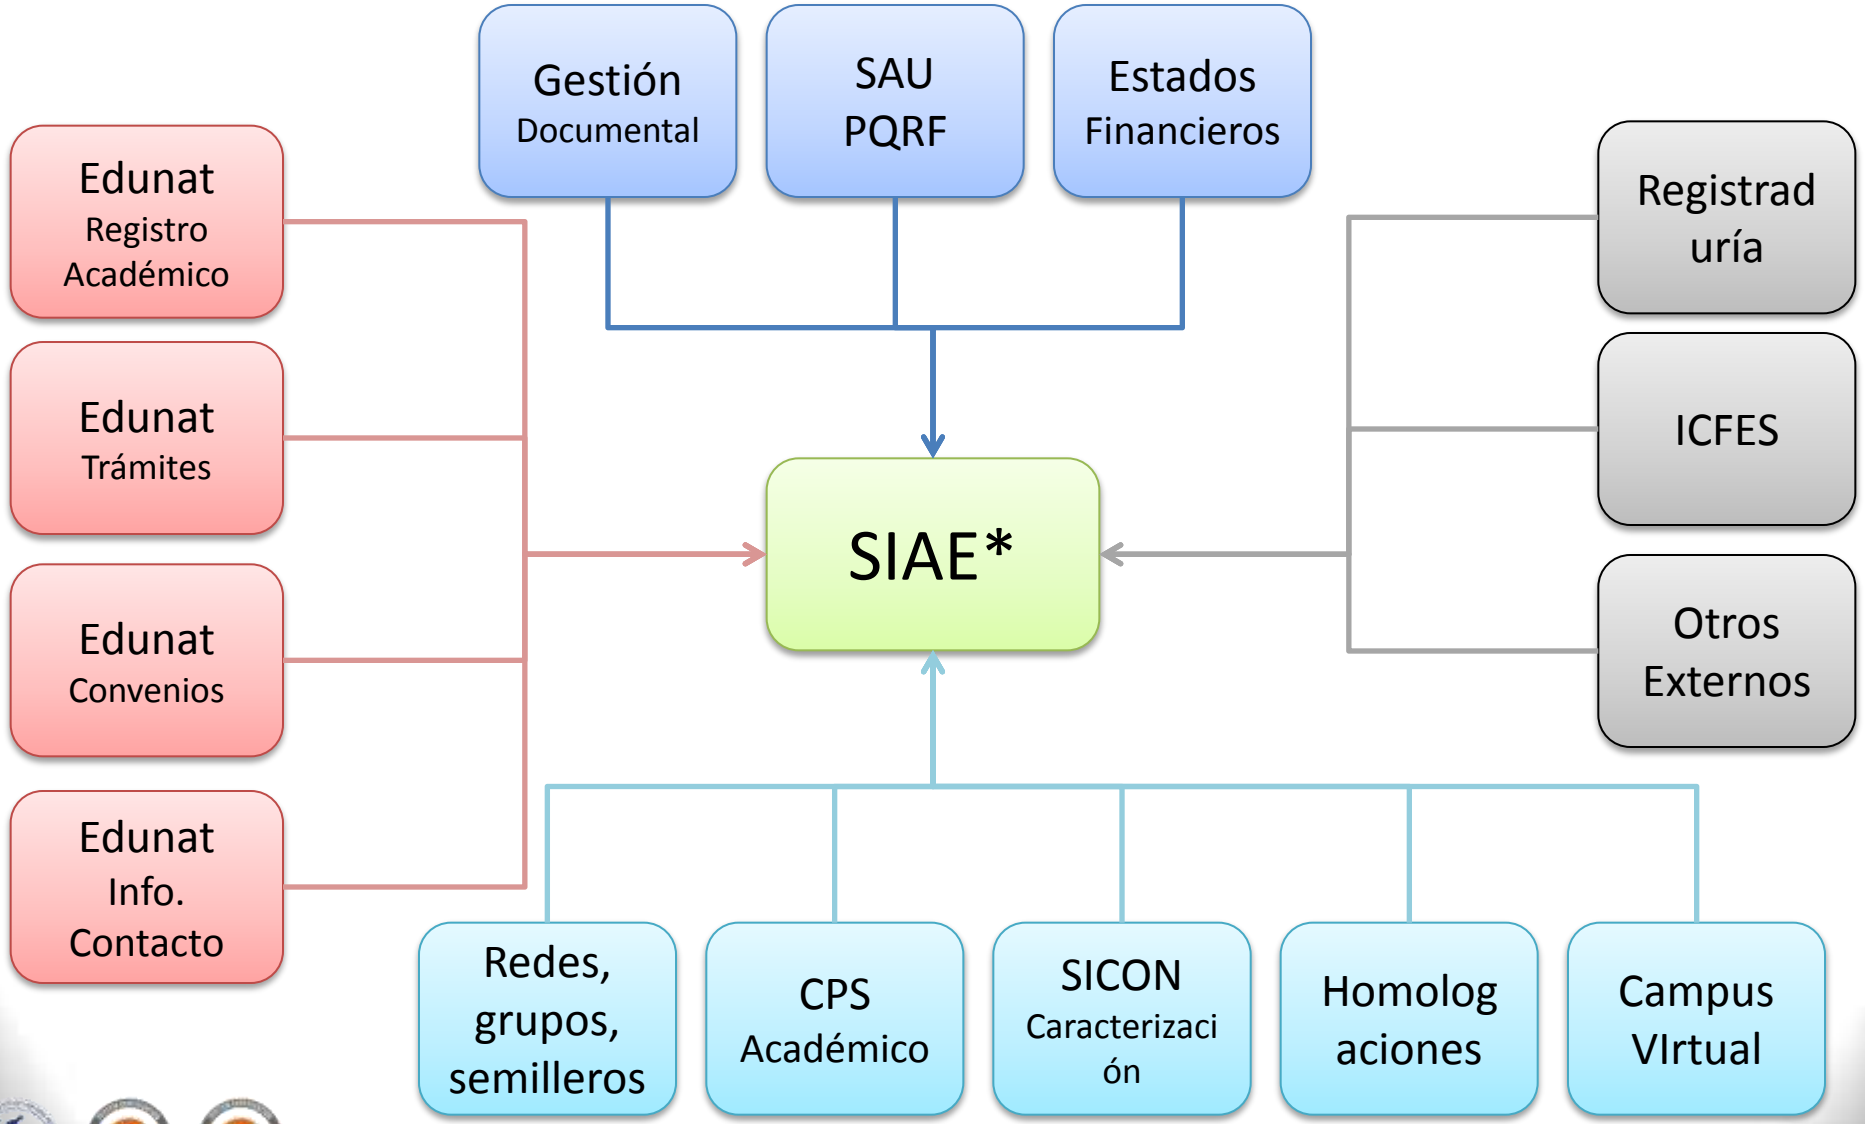 Gestión
Documental
SAU
PQRF
Estados
Financieros
Edunat
Registro
Académico
Edunat
Trámites
Edunat
Convenios
Edunat
Info.
Contacto
SIAE*
Registrad
uría
ICFES
Otros
Externos
Redes,
grupos,
semilleros
CPS
Académico
SICON
Caracterizaci
ón
Homolog
aciones
Campus
VIrtual